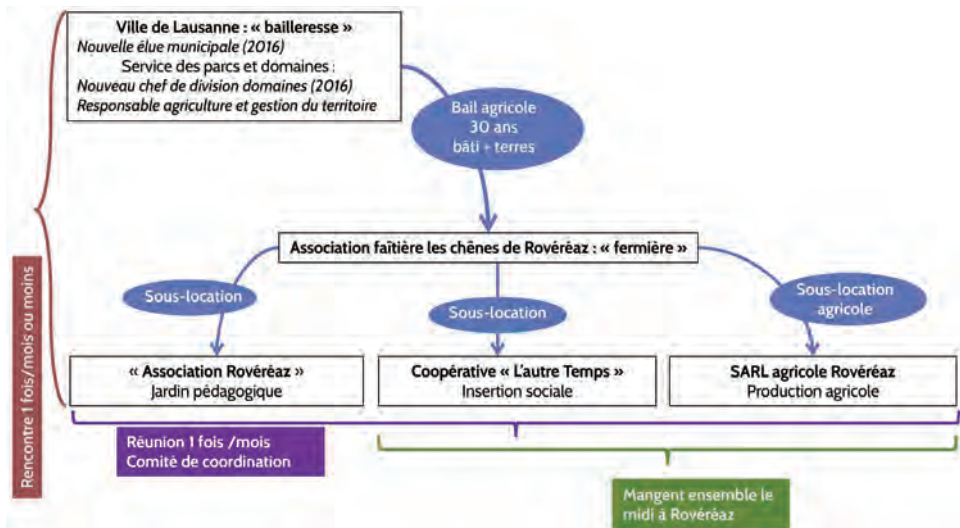 Ville de Lausanne : « bailleresse »
Nouvelle élue municipale (2016)
Service des parcs et domaines :
Nouveau chef de division domaines (2016)
Responsable agriculture et gestion du territoire
Bail agricole
30 ans
bâti + terres
Association faîtière les chênes de Rovéréaz : « fermière »
Sous-location
Sous-location
Sous-location
agricole
« Association Rovéréaz »
Jardin pédagogique
Coopérative « L'autre Temps »
Insertion sociale
SARL agricole Rovéréaz
Production agricole
Rencontre 1 fois/mois ou moins
Réunion 1 fois /mois
Comité de coordination
Mangent ensemble le
midi à Rovéréaz